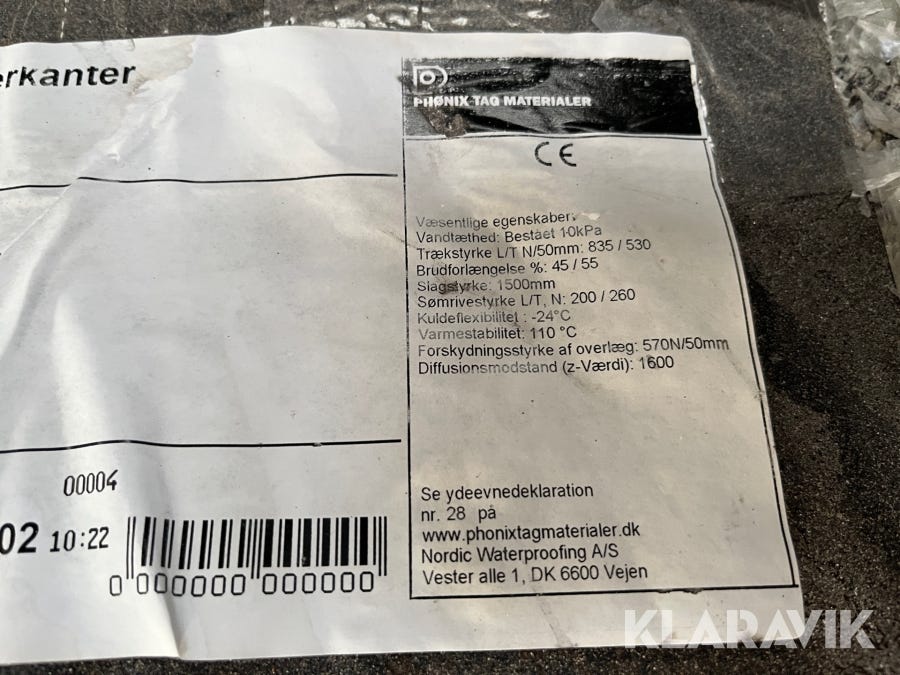 erkanter
PHØNIX TAG MATERIALER
CE
Væsentlige egenskaber:
Vandtæthed: Bestået 10kPa
Trækstyrke L/T N/50mm: 835 / 530
Brudforlængelse %: 45 / 55
Slagstyrke: 1500mm
Sømrivestyrke L/T, N: 200 / 260
Kuldefleksibilitet : -24°C
Varmestabilitet: 110 °C
Forskydningsstyrke af overlæg: 570N/50mm
Diffusionsmodstand (z-Værdi): 1600
00004
02 10:22
0 000000 000000
Se ydeevnedeklaration
nr. 28 på
www.phonixtagmaterialer.dk
Nordic Waterproofing A/S
Vester alle 1, DK 6600 Vejen
KLARAVIK